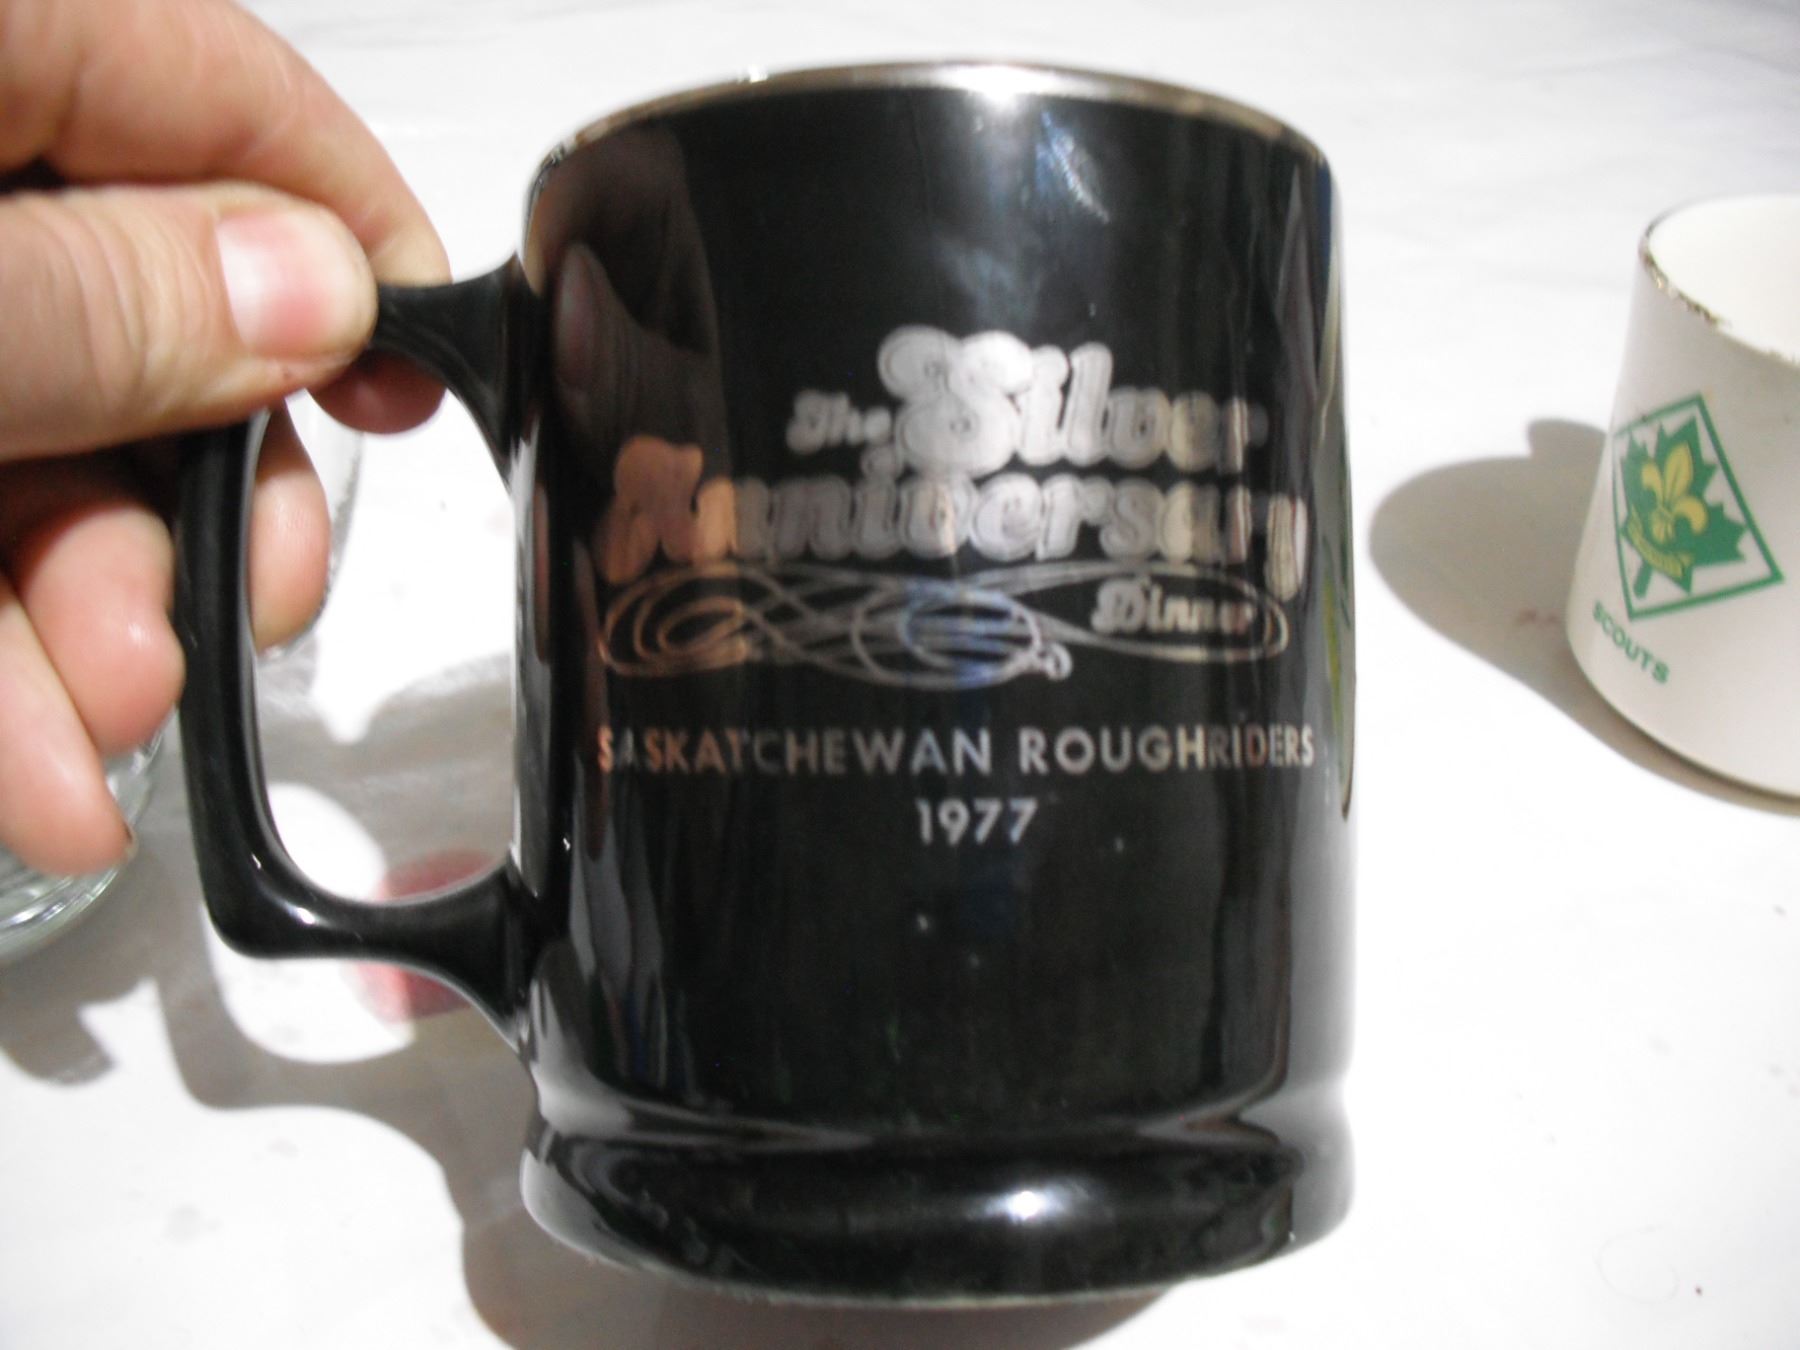 The Silver
Anniversary
Dinner
SASKATCHEWAN ROUGHRIDERS
1977
SCOUTS